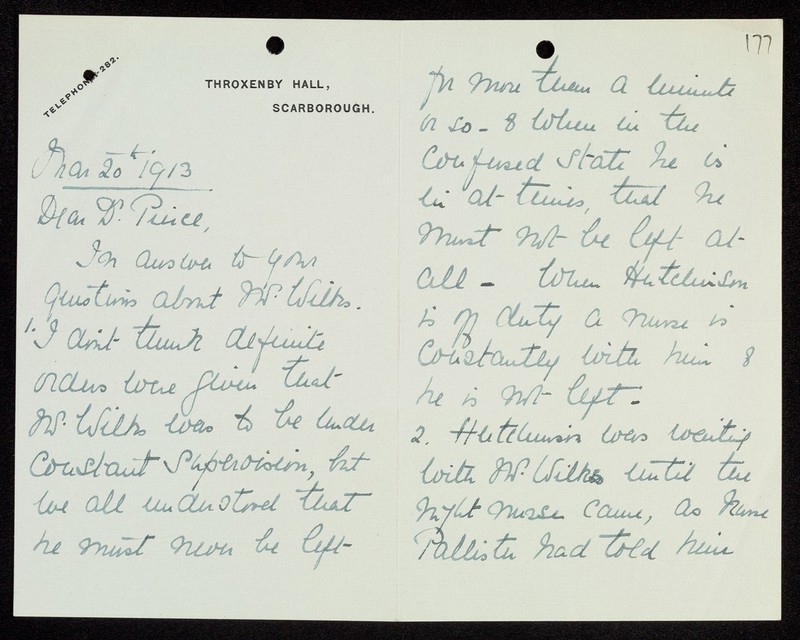 TELEPHONE 282.
THROXENBY HALL,
SCARBOROUGH.
Mar 20th 1913
Dear Dr. Pierce,
In answer to your
questions about Mr. Wilks.
1. I don't think definite
orders were given that
Mr. Wilks was to be under
constant supervision, but
we all understood that
he must never be left
177
for more than a minute
or so - & when in the
confused state he is
in at times, that he
must not be left at
all - When Hutchinson
is off duty a nurse is
constantly with him &
he is not left -
2. Hutchinson was waiting
with Mr. Wilks until the
night nurse came, as Nurse
Pallister had told him